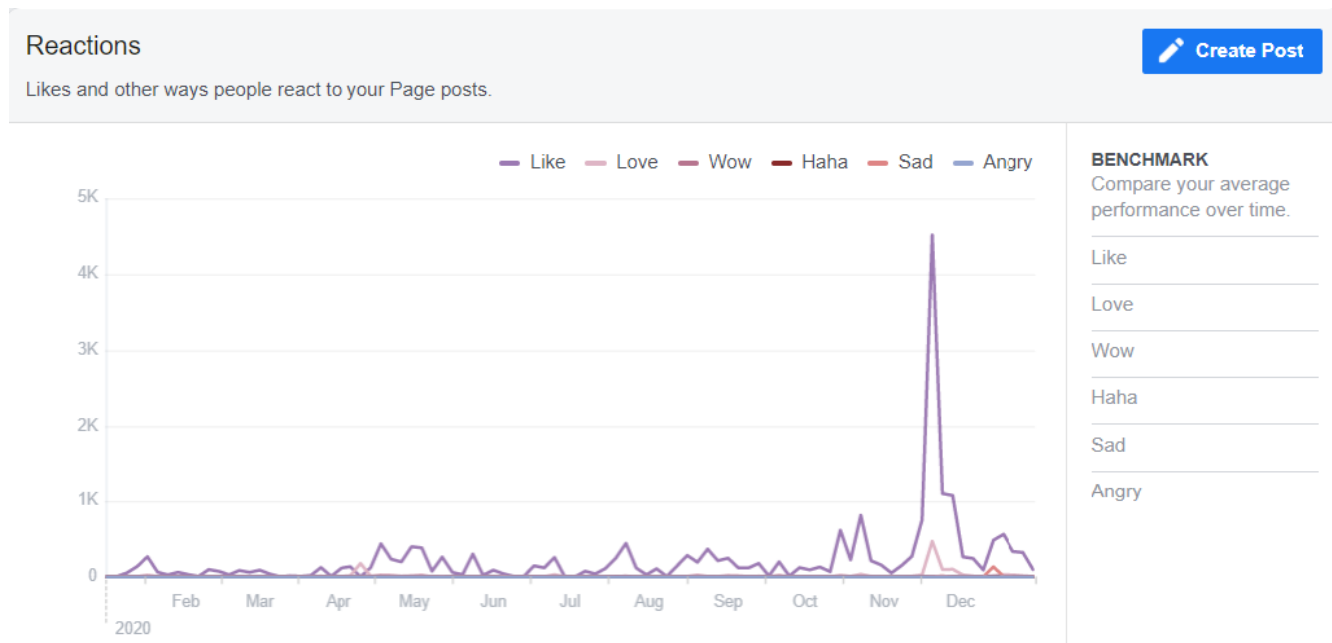 Reactions
Create Post
Likes and other ways people react to your Page posts.
Like Love Wow Haha Sad Angry
BENCHMARK
Compare your average
performance over time.
Like
Love
Wow
Haha
Sad
Angry
5K
4K
3K
2K
1K
0
Feb Mar Apr May Jun Jul Aug Sep Oct Nov Dec
2020